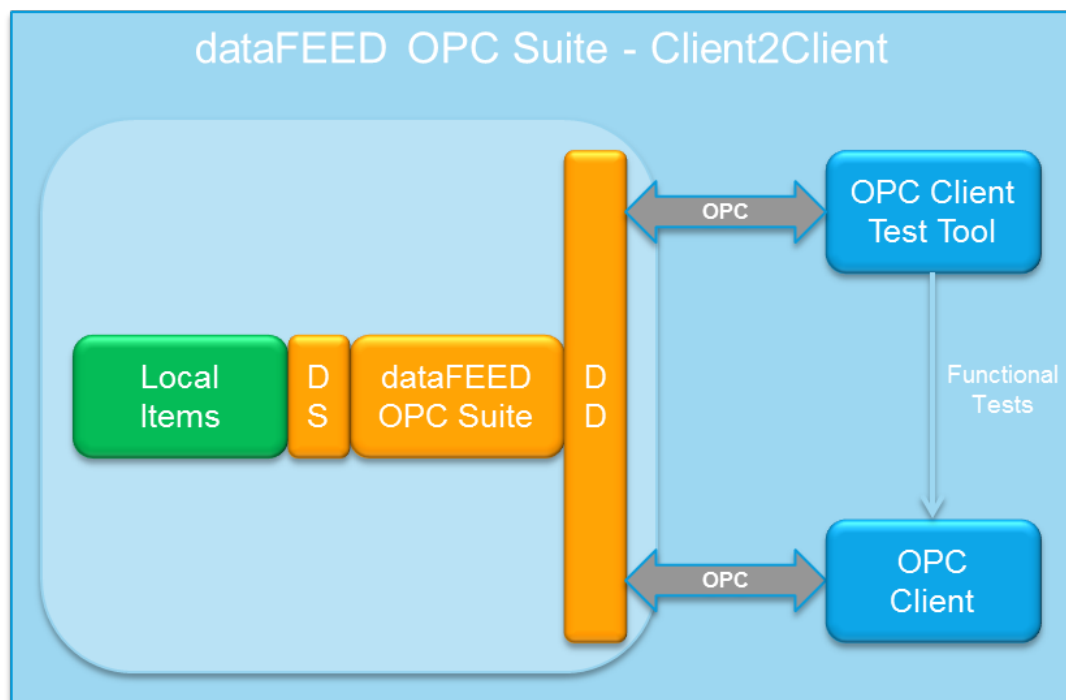 dataFEED OPC Suite - Client2Client
OPC
OPC Client
Test Tool
Local
Items
D
S
dataFEED
OPC Suite
D
D
Functional
Tests
OPC
OPC
Client